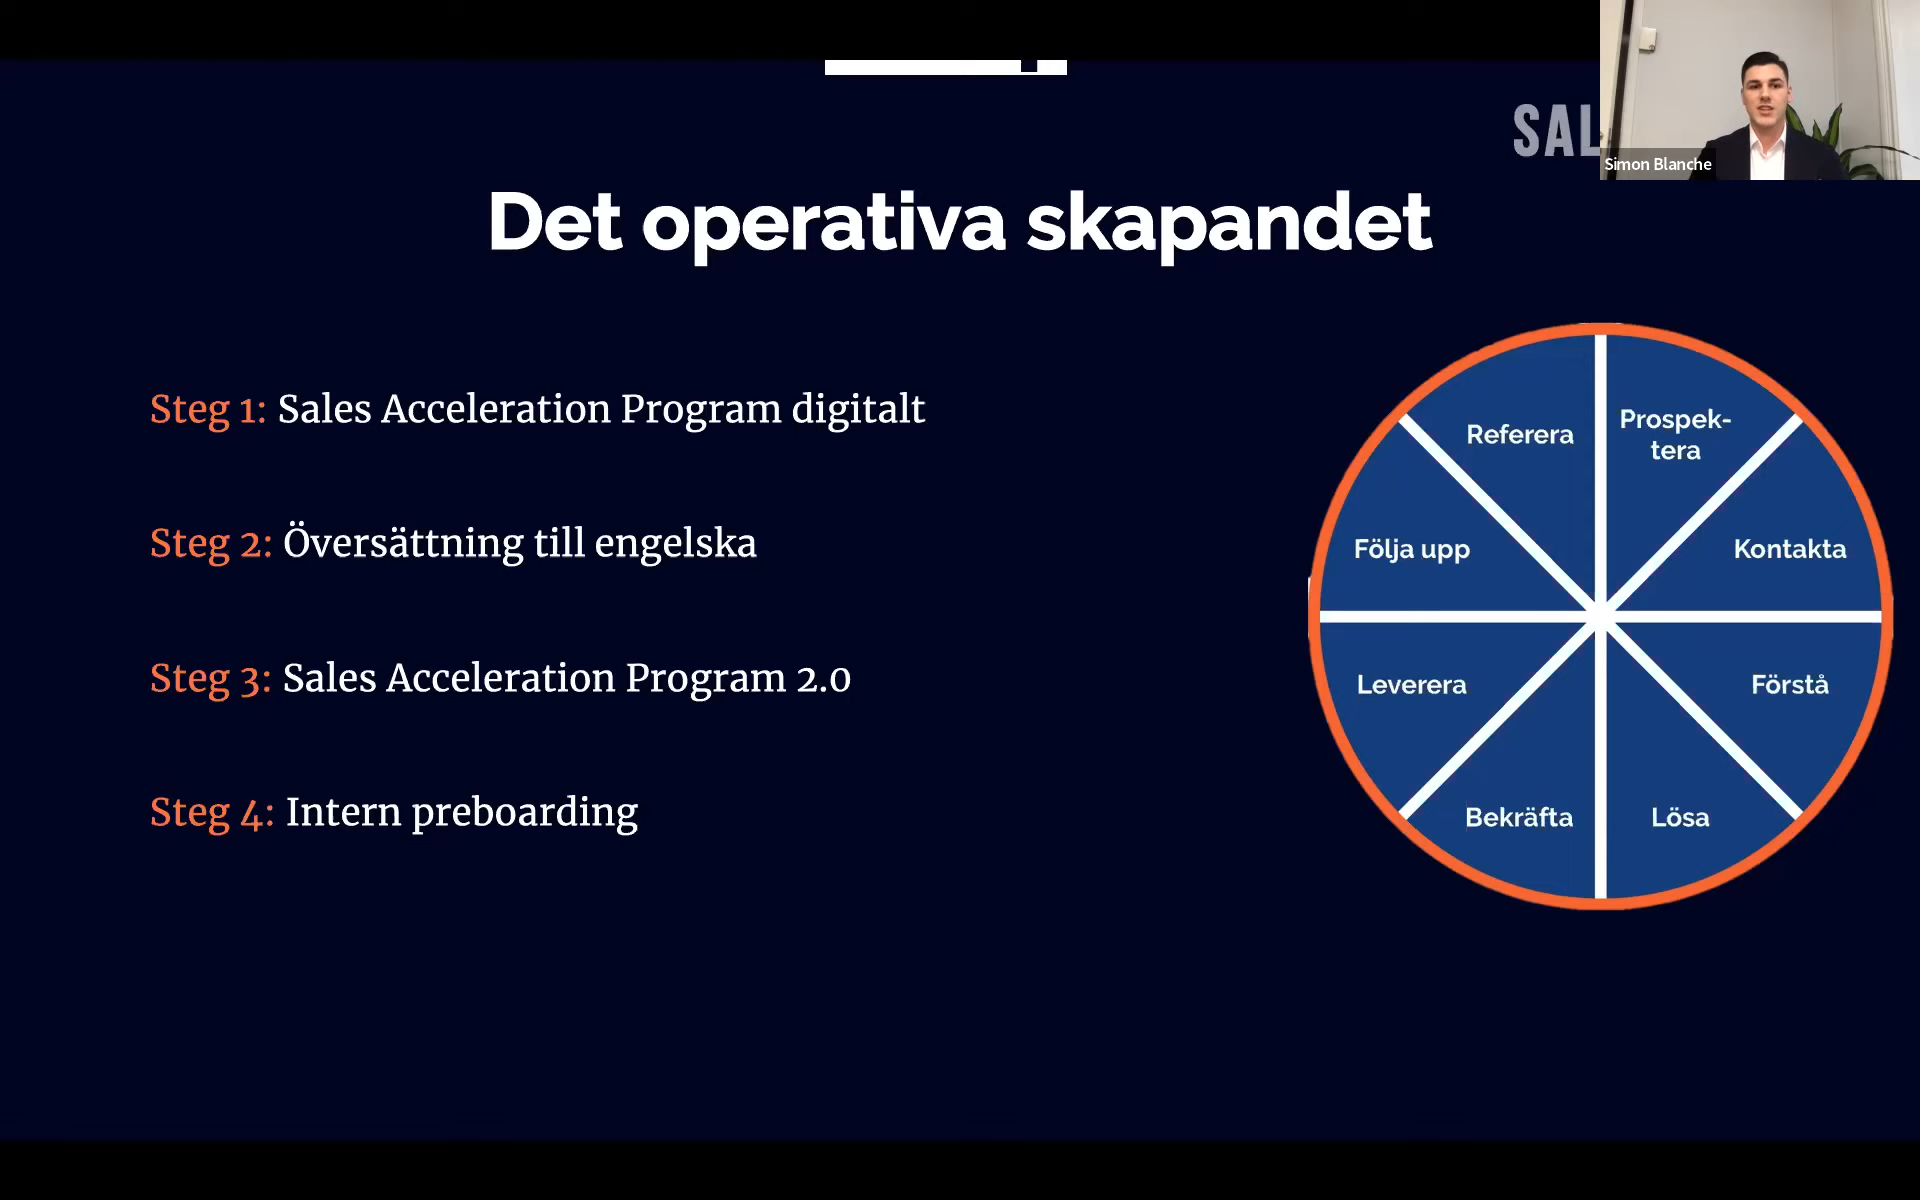 SAL
Simon Blanche
Det operativa skapandet
Steg 1: Sales Acceleration Program digitalt
Steg 2: Översättning till engelska
Steg 3: Sales Acceleration Program 2.0
Steg 4: Intern preboarding
Referera
Prospek-
tera
Följa upp
Kontakta
Leverera
Förstå
Bekräfta
Lösa